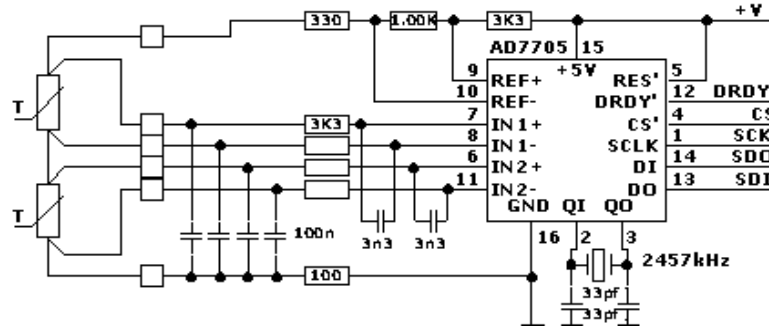 330 1.00K 3K3 +V
AD7705 15
+5V
9 REF+ RES' 5
10 REF- DRDY' 12 DRDY
7 IN1+ CS' 4 CS
8 IN1- SCLK 1 SCK
6 IN2+ DI 14 SDO
11 IN2- DO 13 SDI
GND QI QO
T
3K3
T
100n
3n3 3n3
16 2 3
2457kHz
100
33pf
33pf